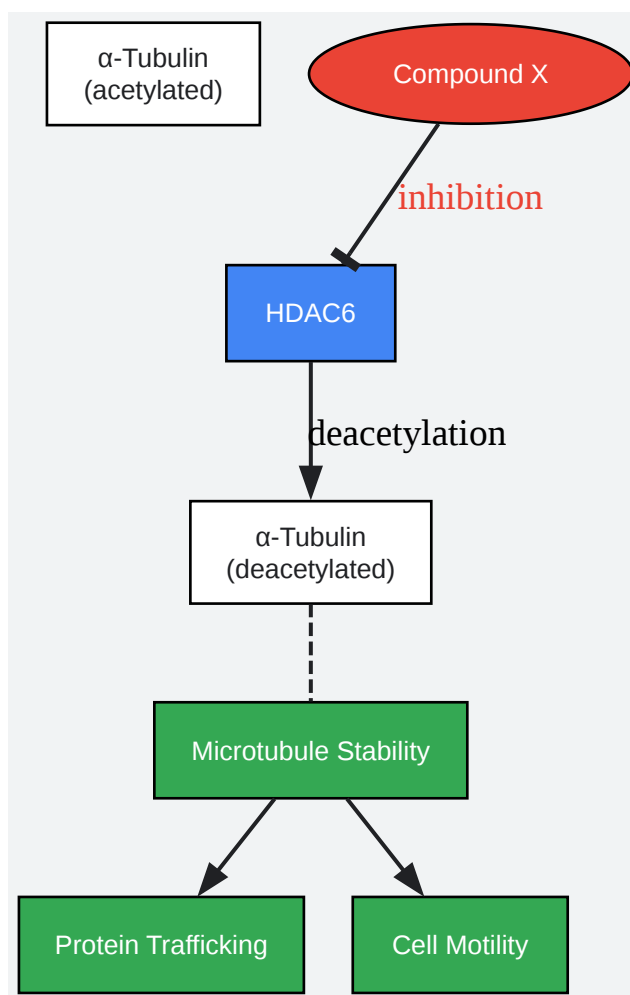 α-Tubulin
(acetylated)
Compound X
inhibition
HDAC6
deacetylation
α-Tubulin
(deacetylated)
Microtubule Stability
Protein Trafficking
Cell Motility